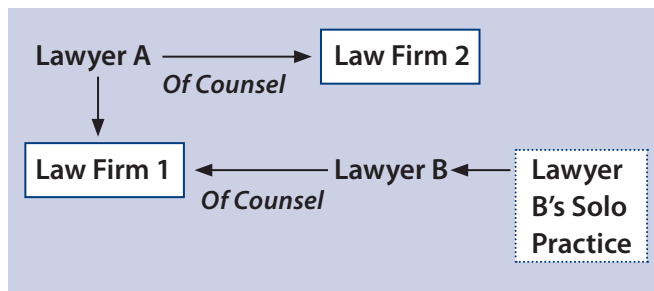 Lawyer A
Law Firm 2
Of Counsel
Law Firm 1
Lawyer B
Of Counsel
Lawyer
B’s Solo
Practice